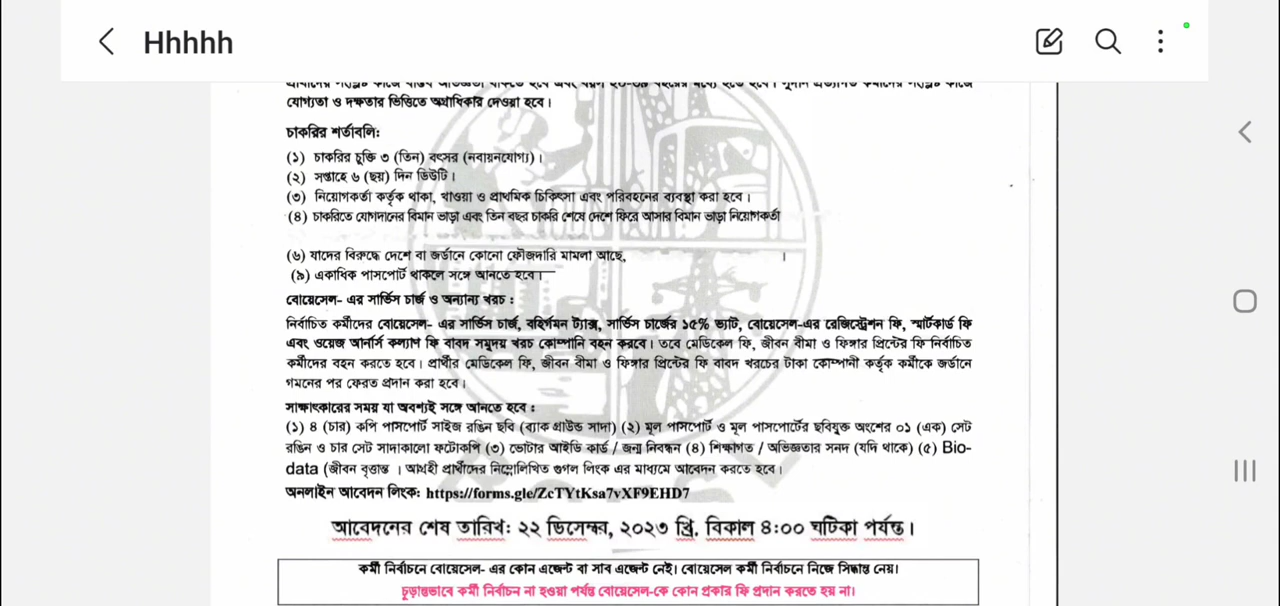 Hhhhh
যোগ্যতা ও দক্ষতার ভিত্তিতে অগ্রাধিকার দেওয়া হবে।
চাকরির শর্তাবলি:
(১) চাকরির চুক্তি ৩ (তিন) বৎসর (নবায়নযোগ্য)।
(২) সপ্তাহে ৬ (ছয়) দিন ডিউটি।
(৩) নিয়োগকর্তা কর্তৃক থাকা, খাওয়া ও প্রাথমিক চিকিৎসা এবং পরিবহনের ব্যবস্থা করা হবে।
(৪) চাকরিতে যোগদানের বিমান ভাড়া এবং তিন বছর চাকরি শেষে দেশে ফিরে আসার বিমান ভাড়া নিয়োগকর্তা
(৬) যাদের বিরুদ্ধে দেশে বা জর্ডানে কোনো ফৌজদারি মামলা আছে,
(৯) একাধিক পাসপোর্ট থাকলে সঙ্গে আনতে হবে।
বোয়েসেল- এর সার্ভিস চার্জ ও অন্যান্য খরচ :
নির্বাচিত কর্মীদের বোয়েসেল- এর সার্ভিস চার্জ, বহির্গমন ট্যাক্স, সার্ভিস চার্জের ১৫% ভ্যাট, বোয়েসেল-এর রেজিস্ট্রেশন ফি, স্মার্টকার্ড ফি
এবং ওয়েজ আনর্সি কল্যাণ ফি বাবদ সমুদয় খরচ কোম্পানি বহন করবে। তবে মেডিকেল ফি, জীবন বীমা ও ফিঙ্গার প্রিন্টের ফি নির্বাচিত
কর্মীদের বহন করতে হবে। প্রার্থীর মেডিকেল ফি, জীবন বীমা ও ফিঙ্গার প্রিন্টের ফি বাবদ খরচের টাকা কোম্পানী কর্তৃক কর্মীকে জর্ডানে
গমনের পর ফেরত প্রদান করা হবে।
সাক্ষাৎকারের সময় যা অবশ্যই সঙ্গে আনতে হবে :
(১) ৪ (চার) কপি পাসপোর্ট সাইজ রঙিন ছবি (ব্যাক গ্রাউন্ড সাদা) (২) মূল পাসপোর্ট ও মূল পাসপোর্টের ছবিযুক্ত অংশের ০১ (এক) সেট
রঙিন ও চার সেট সাদাকালো ফটোকপি (৩) ভোটার আইডি কার্ড / জন্ম নিবন্ধন (৪) শিক্ষাগত / অভিজ্ঞতার সনদ (যদি থাকে) (৫) Bio-
data (জীবন বৃত্তান্ত । আগ্রহী প্রার্থীদের নিম্নোলিখিত গুগল লিংক এর মাধ্যমে আবেদন করতে হবে।
অনলাইন আবেদন লিংক: https://forms.gle/ZcTYtKsa7vXF9EHD7
আবেদনের শেষ তারিখ: ২২ ডিসেম্বর, ২০২৩ খ্রি. বিকাল ৪:০০ ঘটিকা পর্যন্ত।
কর্মী নির্বাচনে বোয়েসেল- এর কোন এজেন্ট বা সাব এজেন্ট নেই। বোয়েসেল কর্মী নির্বাচনে নিজে সিদ্ধান্ত নেয়।
চূড়ান্তভাবে কর্মী নির্বাচন না হওয়া পর্যন্ত বোয়েসেল-কে কোন প্রকার ফি প্রদান করতে হয় না।